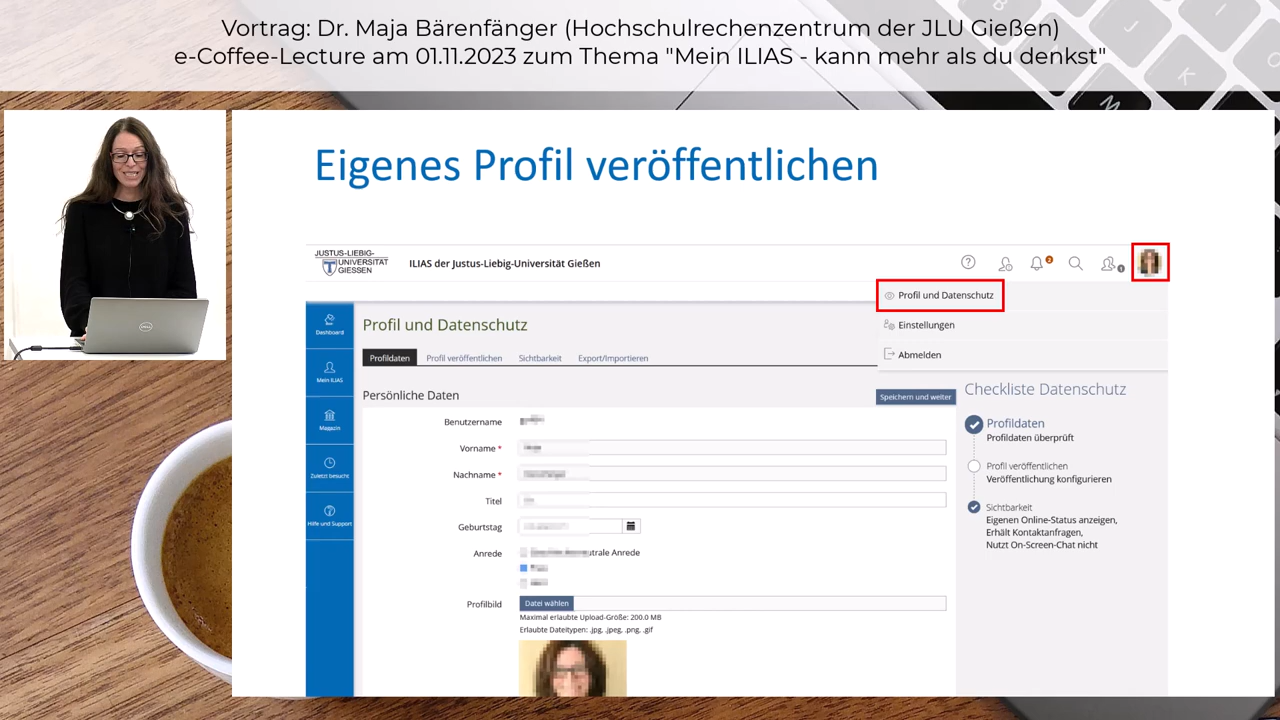 Vortrag: Dr. Maja Bärenfänger (Hochschulrechenzentrum der JLU Gießen)
e-Coffee-Lecture am 01.11.2023 zum Thema "Mein ILIAS - kann mehr als du denkst"
Eigenes Profil veröffentlichen
JUSTUS-LIEBIG-
UNIVERSITÄT
GIESSEN
ILIAS der Justus-Liebig-Universität Gießen
Profil und Datenschutz
Einstellungen
Abmelden
Dashboard
Mein ILIAS
Magazin
Zuletzt besucht
Hilfe und Support
Profil und Datenschutz
Profildaten Profil veröffentlichen Sichtbarkeit Export/Importieren
Persönliche Daten
Speichern und weiter
Benutzername
Vorname *
Nachname *
Titel
Geburtstag
Anrede
Profilbild
Datei wählen
Maximal erlaubte Upload-Größe: 200.0 MB
Erlaubte Dateitypen: .jpg, .jpeg, .png, .gif
Checkliste Datenschutz
Profildaten
Profildaten überprüft
Profil veröffentlichen
Veröffentlichung konfigurieren
Sichtbarkeit
Eigenen Online-Status anzeigen,
Erhält Kontaktanfragen,
Nutzt On-Screen-Chat nicht
DELL